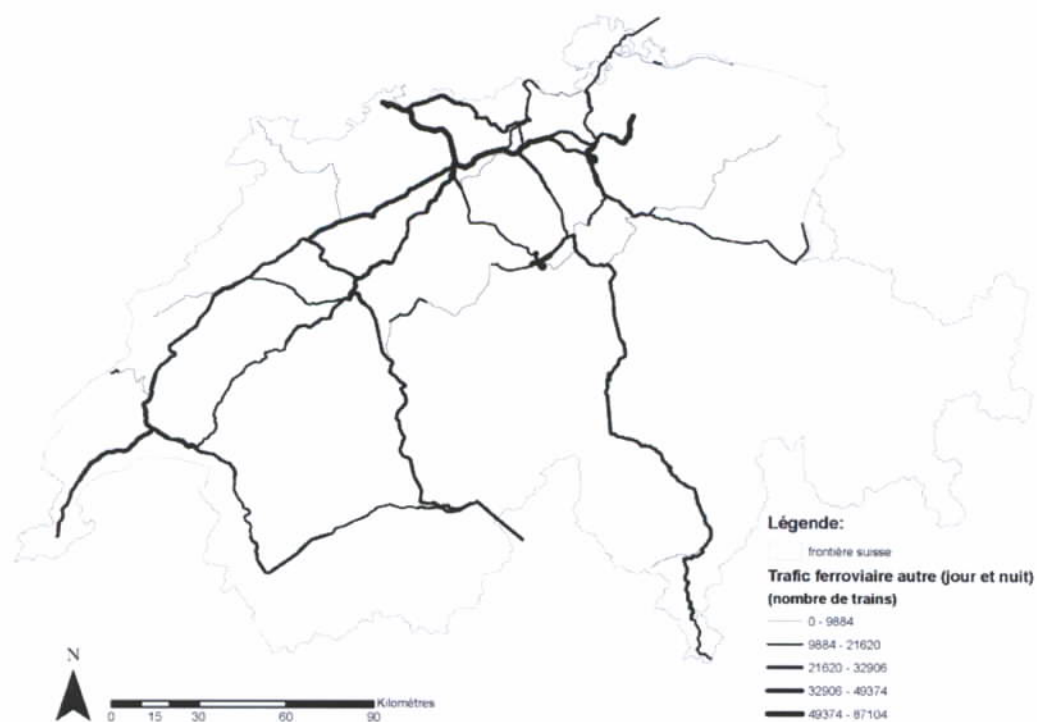 Légende:
frontière suisse
Trafic ferroviaire autre (jour et nuit)
(nombre de trains)
0 - 9884
9884 - 21620
21620 - 32906
32906 - 49374
49374 - 87104
N
Kilomètres
0 15 30 60 90